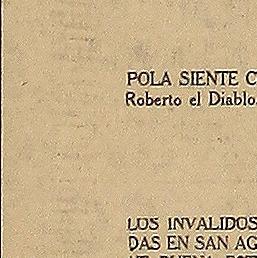 POLA SIENTE C
Roberto el Diablo.
LOS INVALIDOS
DAS EN SAN AG